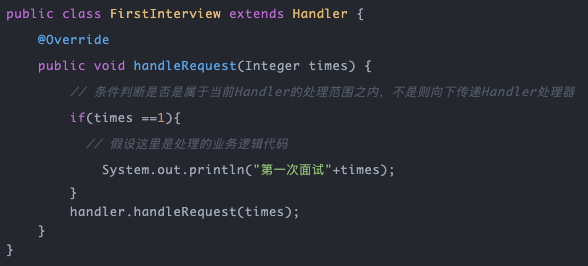 public class FirstInterview extends Handler {
    @Override
    public void handleRequest(Integer times) {
        // 条件判断是否是属于当前Handler的处理范围之内，不是则向下传递Handler处理器
        if(times ==1){
          // 假设这里是处理的业务逻辑代码
            System.out.println("第一次面试"+times);
        }
        handler.handleRequest(times);
    }
}